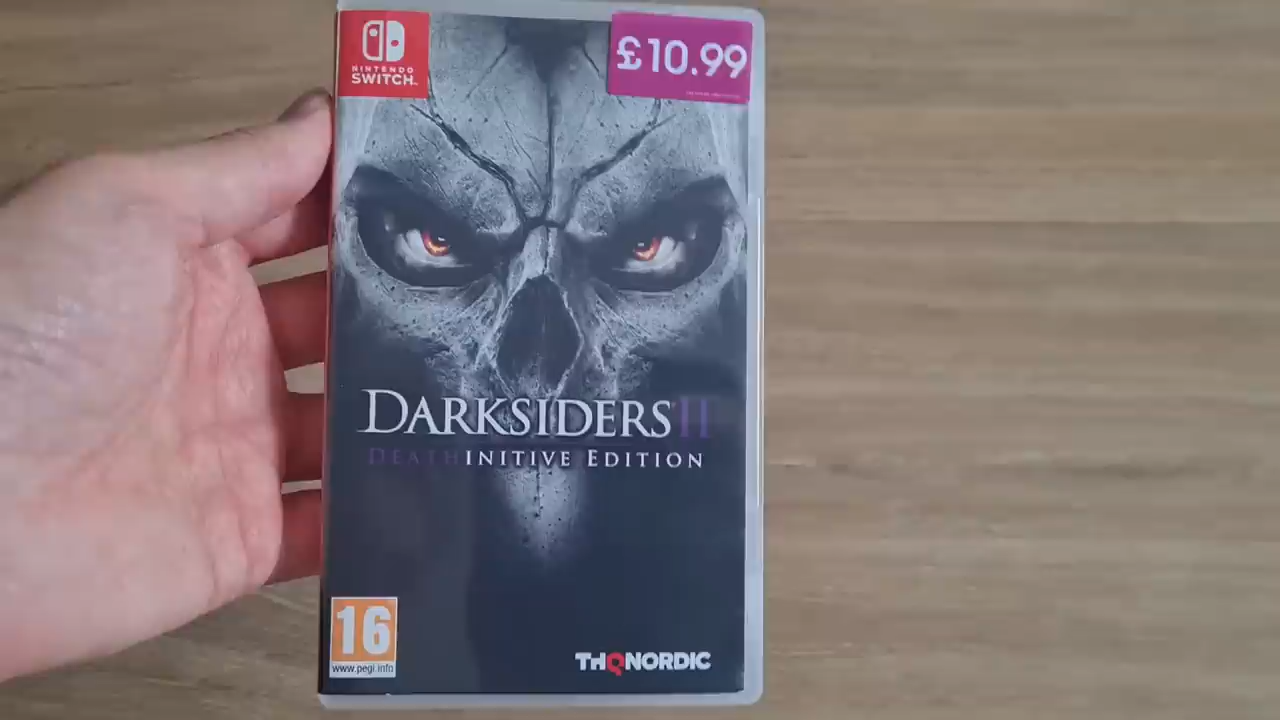 NINTENDO
SWITCH
£10.99
DARKSIDERS II
DEATHINITIVE EDITION
16
www.pegi.info
THQNORDIC